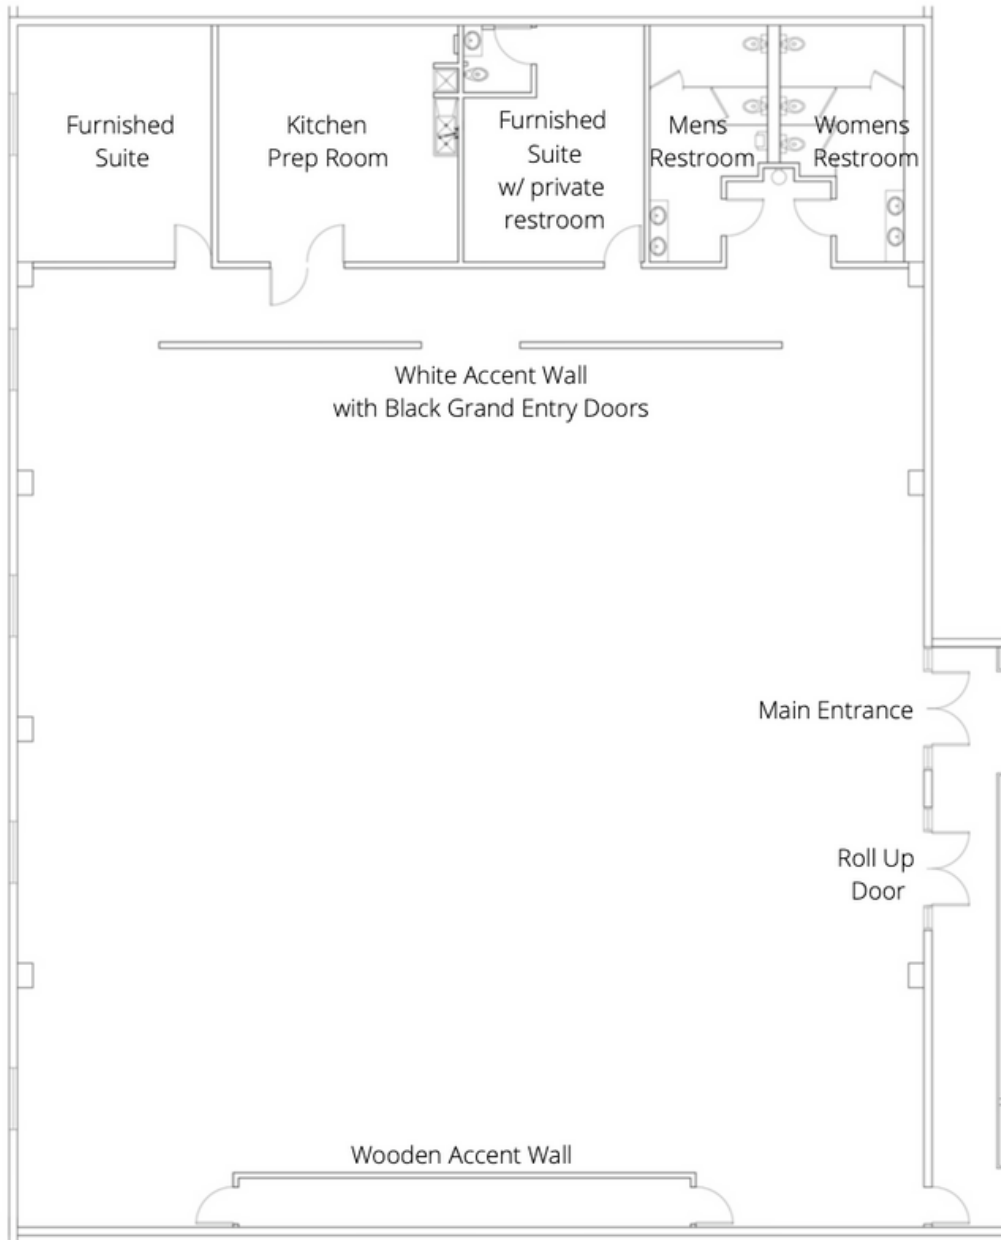 Furnished
Suite
Kitchen
Prep Room
Furnished
Suite
w/ private
restroom
Mens
Restroom
Womens
Restroom
White Accent Wall
with Black Grand Entry Doors
Main Entrance
Roll Up
Door
Wooden Accent Wall